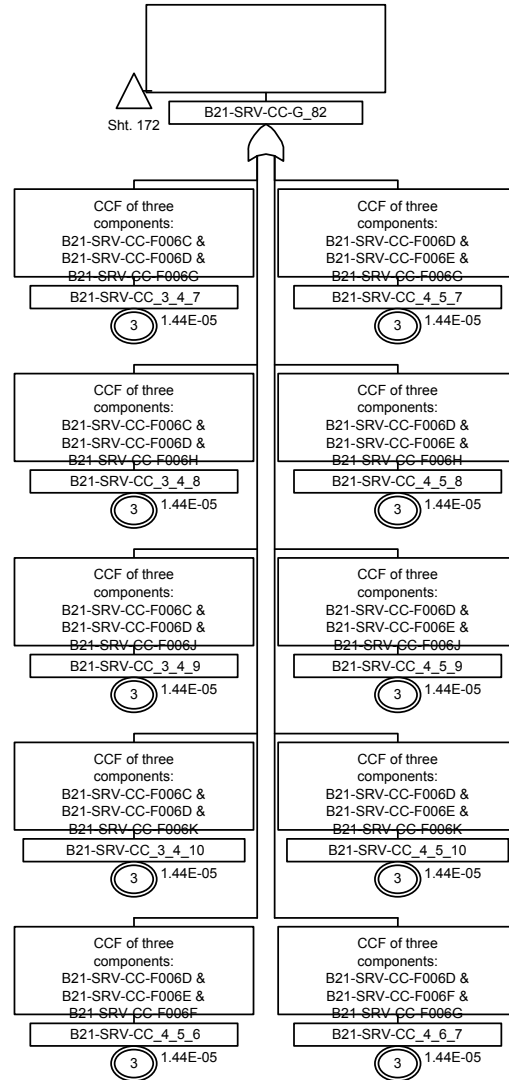 Sht. 172
B21-SRV-CC-G_82
CCF of three
components:
B21-SRV-CC-F006C &
B21-SRV-CC-F006D &
B21-SRV-CC-F006G
B21-SRV-CC_3_4_7
3
1.44E-05
CCF of three
components:
B21-SRV-CC-F006D &
B21-SRV-CC-F006E &
B21-SRV-CC-F006G
B21-SRV-CC_4_5_7
3
1.44E-05
CCF of three
components:
B21-SRV-CC-F006C &
B21-SRV-CC-F006D &
B21-SRV-CC-F006H
B21-SRV-CC_3_4_8
3
1.44E-05
CCF of three
components:
B21-SRV-CC-F006D &
B21-SRV-CC-F006E &
B21-SRV-CC-F006H
B21-SRV-CC_4_5_8
3
1.44E-05
CCF of three
components:
B21-SRV-CC-F006C &
B21-SRV-CC-F006D &
B21-SRV-CC-F006J
B21-SRV-CC_3_4_9
3
1.44E-05
CCF of three
components:
B21-SRV-CC-F006D &
B21-SRV-CC-F006E &
B21-SRV-CC-F006J
B21-SRV-CC_4_5_9
3
1.44E-05
CCF of three
components:
B21-SRV-CC-F006C &
B21-SRV-CC-F006D &
B21-SRV-CC-F006K
B21-SRV-CC_3_4_10
3
1.44E-05
CCF of three
components:
B21-SRV-CC-F006D &
B21-SRV-CC-F006E &
B21-SRV-CC-F006K
B21-SRV-CC_4_5_10
3
1.44E-05
CCF of three
components:
B21-SRV-CC-F006D &
B21-SRV-CC-F006E &
B21-SRV-CC-F006F
B21-SRV-CC_4_5_6
3
1.44E-05
CCF of three
components:
B21-SRV-CC-F006D &
B21-SRV-CC-F006F &
B21-SRV-CC-F006G
B21-SRV-CC_4_6_7
3
1.44E-05